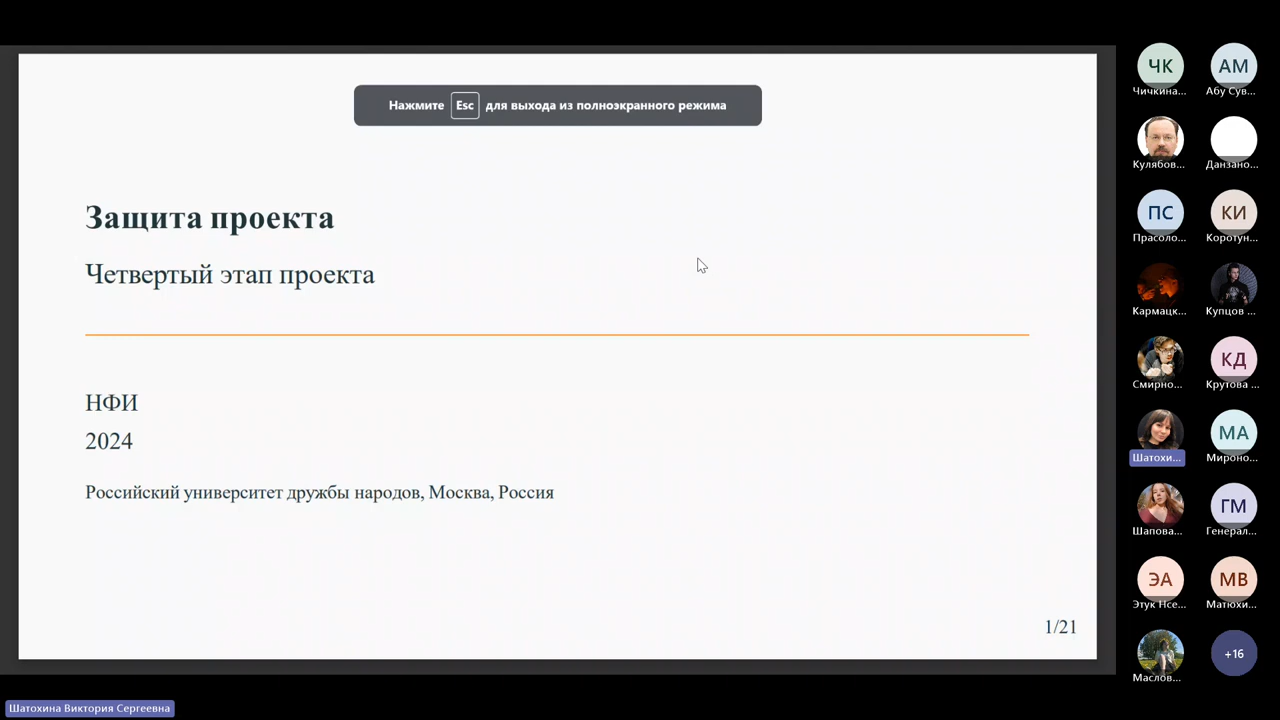 Нажмите Esc для выхода из полноэкранного режима
Защита проекта
Четвертый этап проекта
НФИ
2024
Российский университет дружбы народов, Москва, Россия
1/21
ЧК
АМ
Чичкина...
Абу Сув...
Кулябов...
Данзано...
ПС
КИ
Прасоло...
Коротун...
Кармацк...
Купцов ...
КД
Смирно...
Крутова ...
МА
Шатохи...
Мироно...
ГМ
Шапова...
Генерал...
ЭА
МВ
Этук Нсе...
Матюхи...
+16
Маслов...
Шатохина Виктория Сергеевна